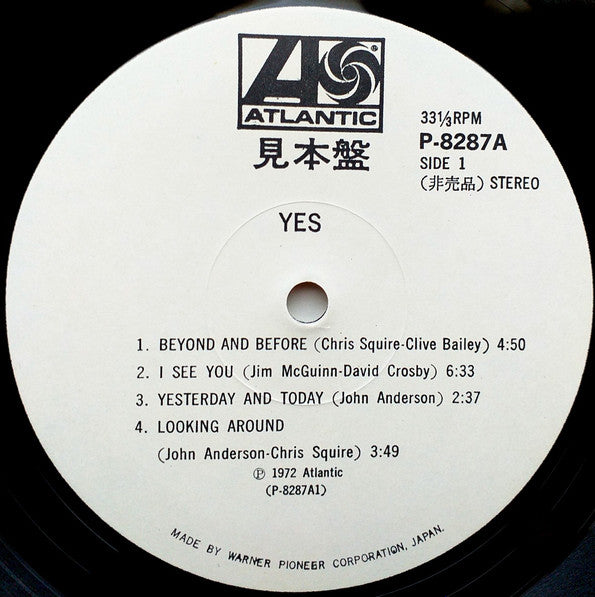 ATLANTIC
見本盤
33⅓RPM
P-8287A
SIDE 1
(非売品) STEREO
YES
1. BEYOND AND BEFORE (Chris Squire-Clive Bailey) 4:50
2. I SEE YOU (Jim McGuinn-David Crosby) 6:33
3. YESTERDAY AND TODAY (John Anderson) 2:37
4. LOOKING AROUND
(John Anderson-Chris Squire) 3:49
Ⓟ 1972 Atlantic
(P-8287A1)
MADE BY WARNER PIONEER CORPORATION, JAPAN.